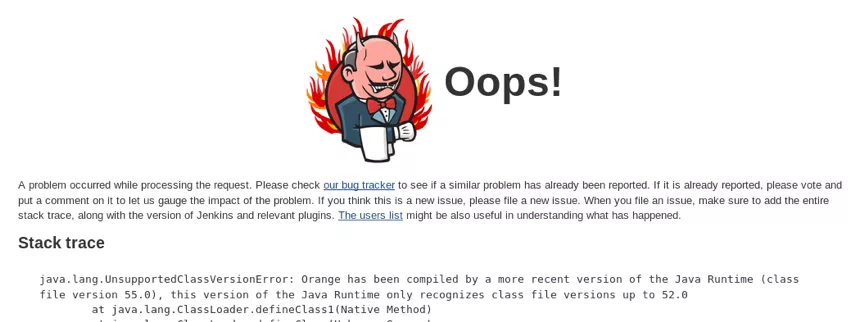 Oops!
A problem occurred while processing the request. Please check our bug tracker to see if a similar problem has already been reported. If it is already reported, please vote and
put a comment on it to let us gauge the impact of the problem. If you think this is a new issue, please file a new issue. When you file an issue, make sure to add the entire
stack trace, along with the version of Jenkins and relevant plugins. The users list might be also useful in understanding what has happened.
Stack trace
java.lang.UnsupportedClassVersionError: Orange has been compiled by a more recent version of the Java Runtime (class
file version 55.0), this version of the Java Runtime only recognizes class file versions up to 52.0
at java.lang.ClassLoader.defineClass1(Native Method)